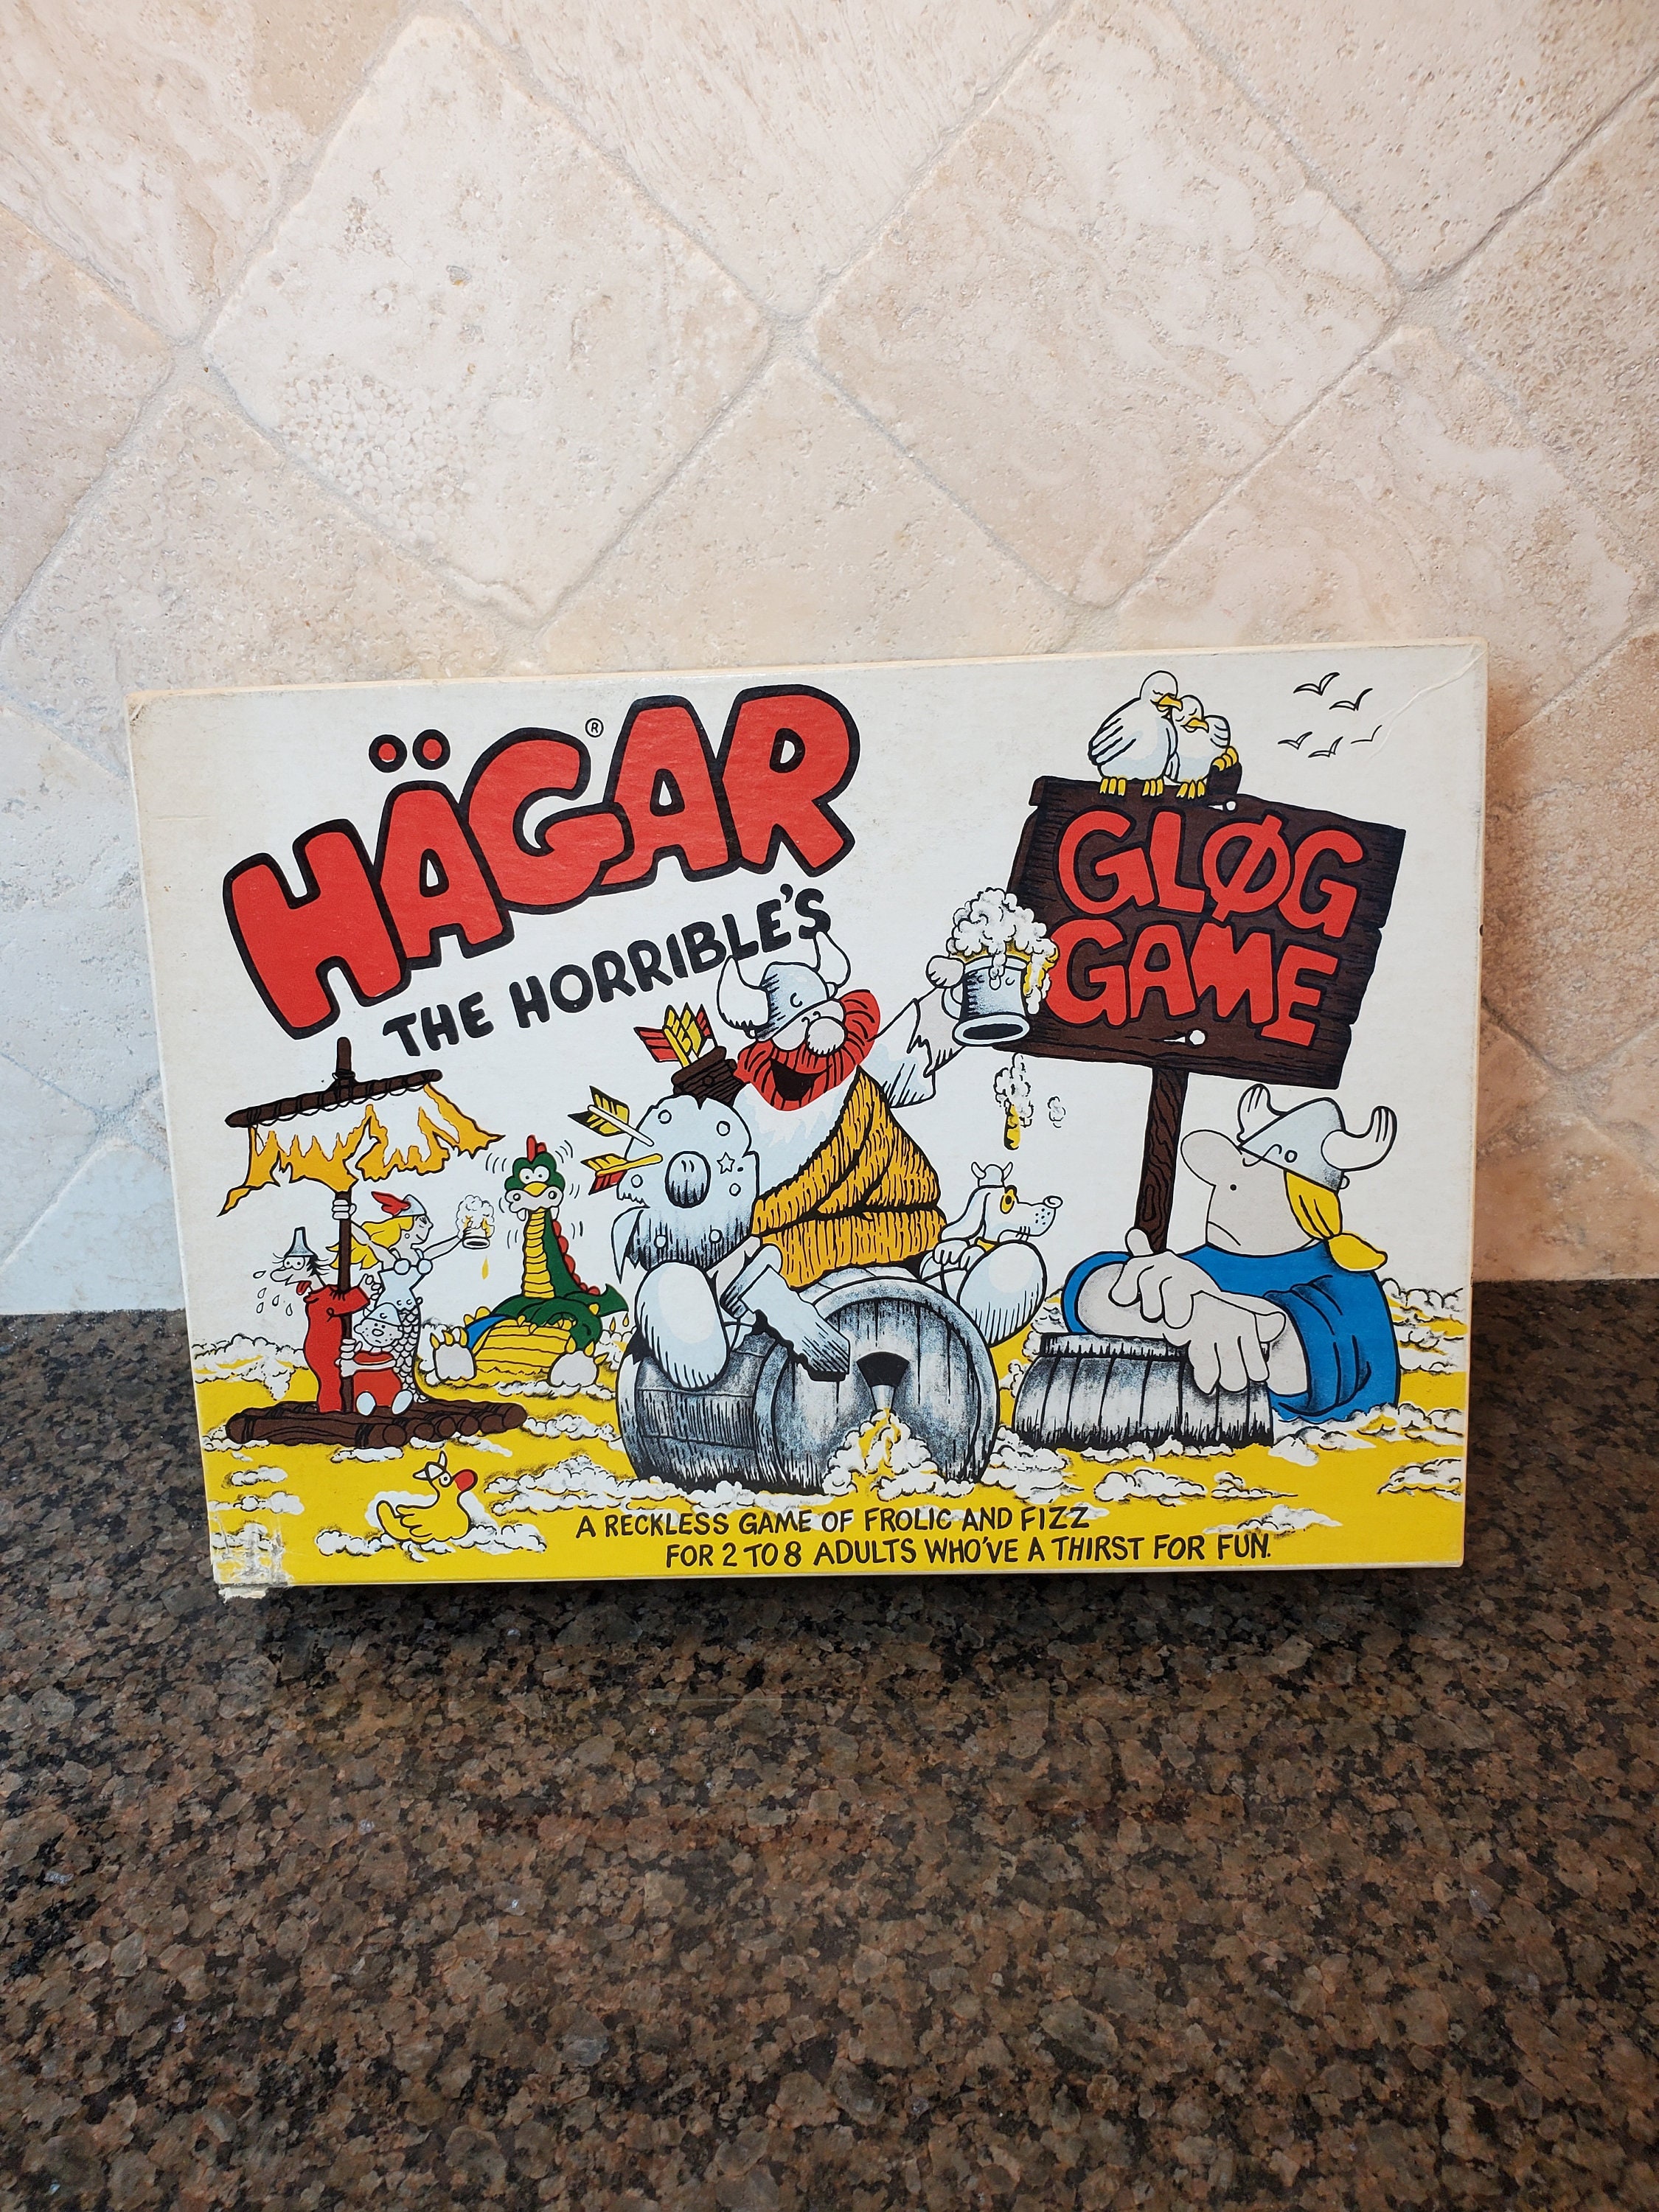 HÄGAR®
THE HORRIBLE'S
GLØG
GAME
A RECKLESS GAME OF FROLIC AND FIZZ
FOR 2 TO 8 ADULTS WHO'VE A THIRST FOR FUN.